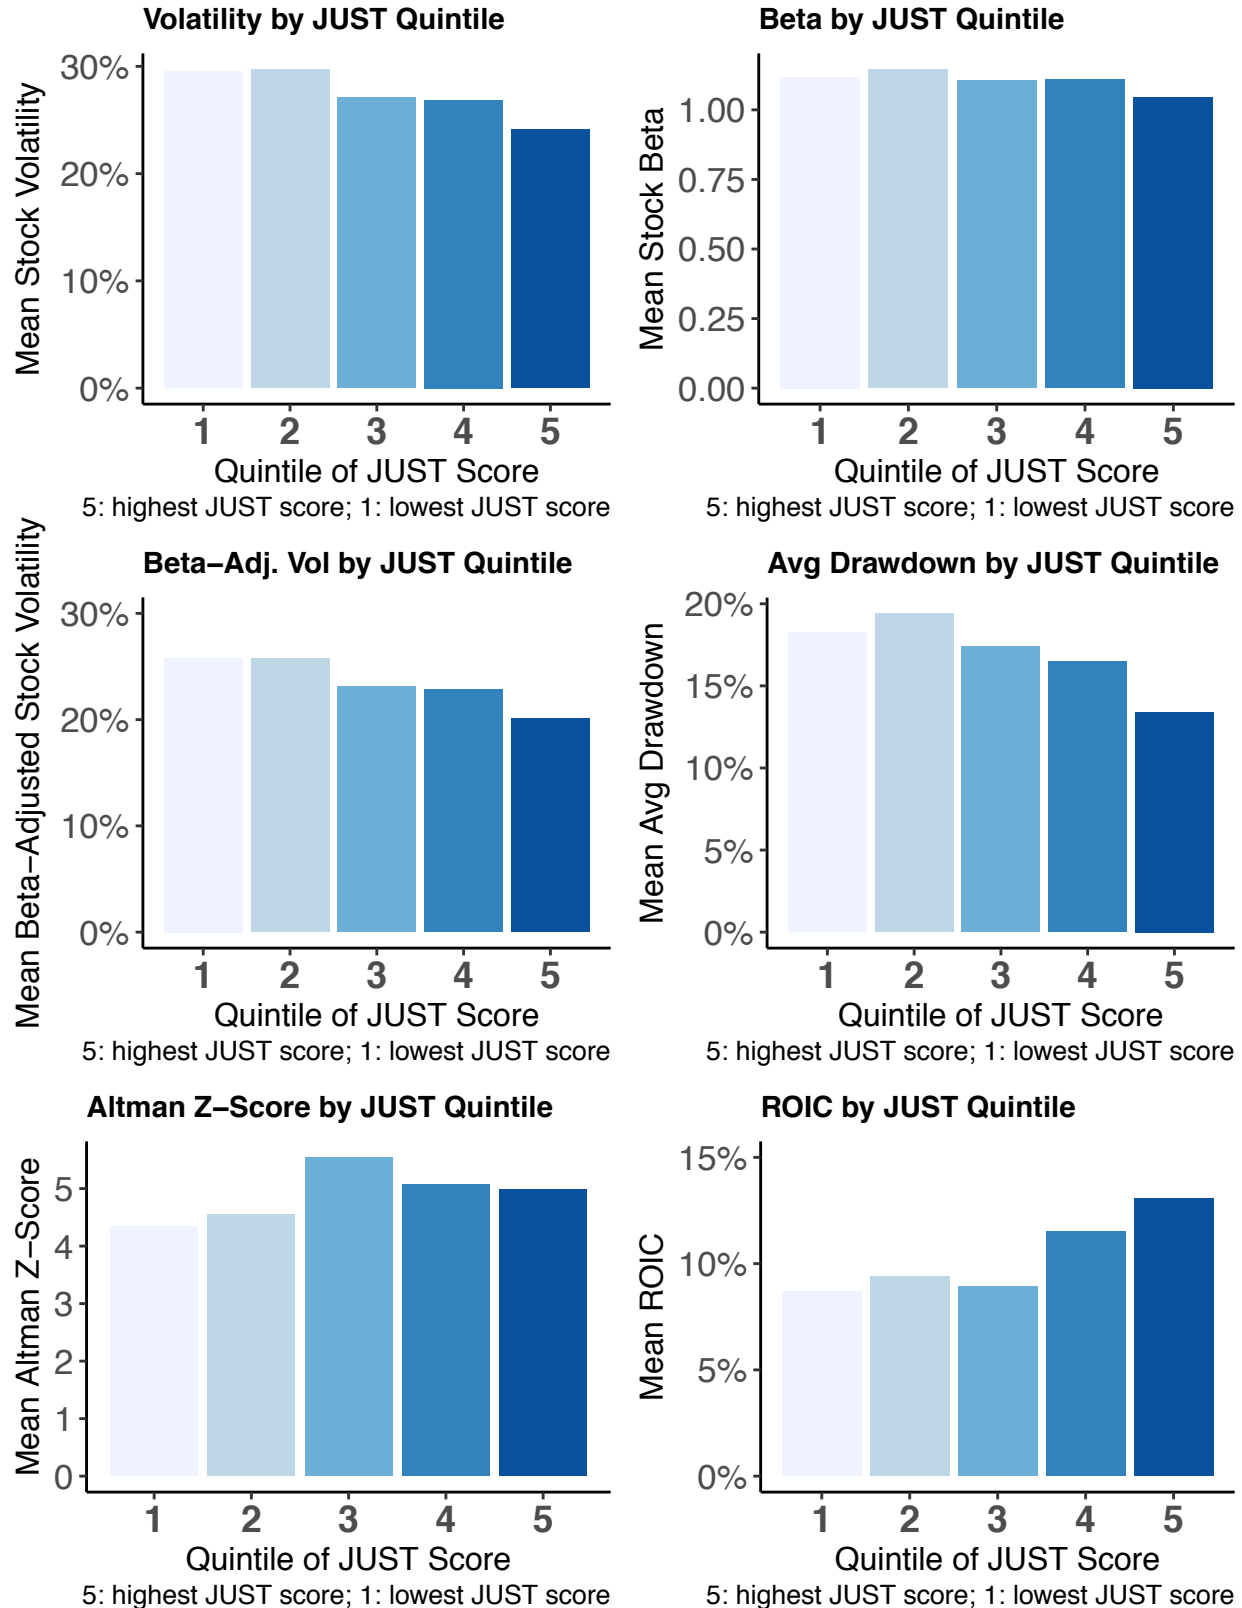 Volatility by JUST Quintile
Mean Stock Volatility
30%
20%
10%
0%
1 2 3 4 5
Quintile of JUST Score
5: highest JUST score; 1: lowest JUST score
Beta by JUST Quintile
Mean Stock Beta
1.00
0.75
0.50
0.25
0.00
1 2 3 4 5
Quintile of JUST Score
5: highest JUST score; 1: lowest JUST score
Beta−Adj. Vol by JUST Quintile
Mean Beta−Adjusted Stock Volatility
30%
20%
10%
0%
1 2 3 4 5
Quintile of JUST Score
5: highest JUST score; 1: lowest JUST score
Avg Drawdown by JUST Quintile
Mean Avg Drawdown
20%
15%
10%
5%
0%
1 2 3 4 5
Quintile of JUST Score
5: highest JUST score; 1: lowest JUST score
Altman Z−Score by JUST Quintile
Mean Altman Z−Score
5
4
3
2
1
0
1 2 3 4 5
Quintile of JUST Score
5: highest JUST score; 1: lowest JUST score
ROIC by JUST Quintile
Mean ROIC
15%
10%
5%
0%
1 2 3 4 5
Quintile of JUST Score
5: highest JUST score; 1: lowest JUST score